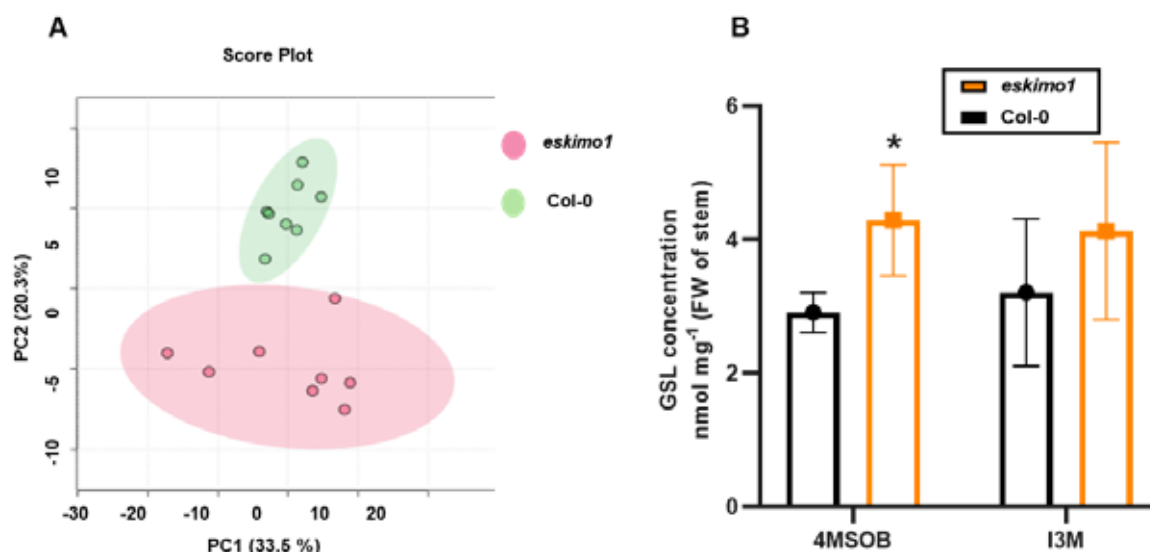 A
Score Plot
PC2 (20.3%)
10
5
0
-5
-10
-30
-20
-10
0
10
20
PC1 (33.5 %)
eskimo1
Col-0
B
eskimo1
Col-0
GSL concentration
nmol mg⁻¹ (FW of stem)
6
4
2
0
*
4MSOB
I3M